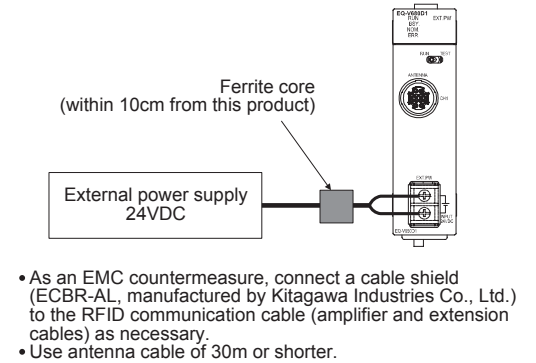 EQ-V680D1
RUN EXT.PW
BSY
NOM
ERR
RUN TEST
ANTENNA
CH1
Ferrite core
(within 10cm from this product)
EXT.PW
External power supply
24VDC
INPUT
24VDC
EQ-V680D1
• As an EMC countermeasure, connect a cable shield
(ECBR-AL, manufactured by Kitagawa Industries Co., Ltd.)
to the RFID communication cable (amplifier and extension
cables) as necessary.
• Use antenna cable of 30m or shorter.